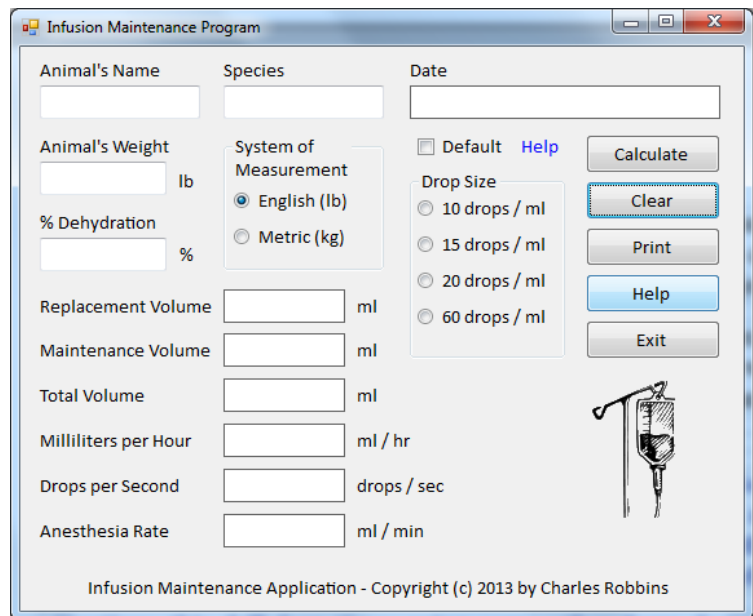 Infusion Maintenance Program
Animal's Name
Species
Date
Animal's Weight
lb
System of
Measurement
English (lb)
Metric (kg)
Default Help
Drop Size
10 drops / ml
15 drops / ml
20 drops / ml
60 drops / ml
Calculate
Clear
Print
Help
Exit
% Dehydration
%
Replacement Volume ml
Maintenance Volume ml
Total Volume ml
Milliliters per Hour ml / hr
Drops per Second drops / sec
Anesthesia Rate ml / min
Infusion Maintenance Application - Copyright (c) 2013 by Charles Robbins